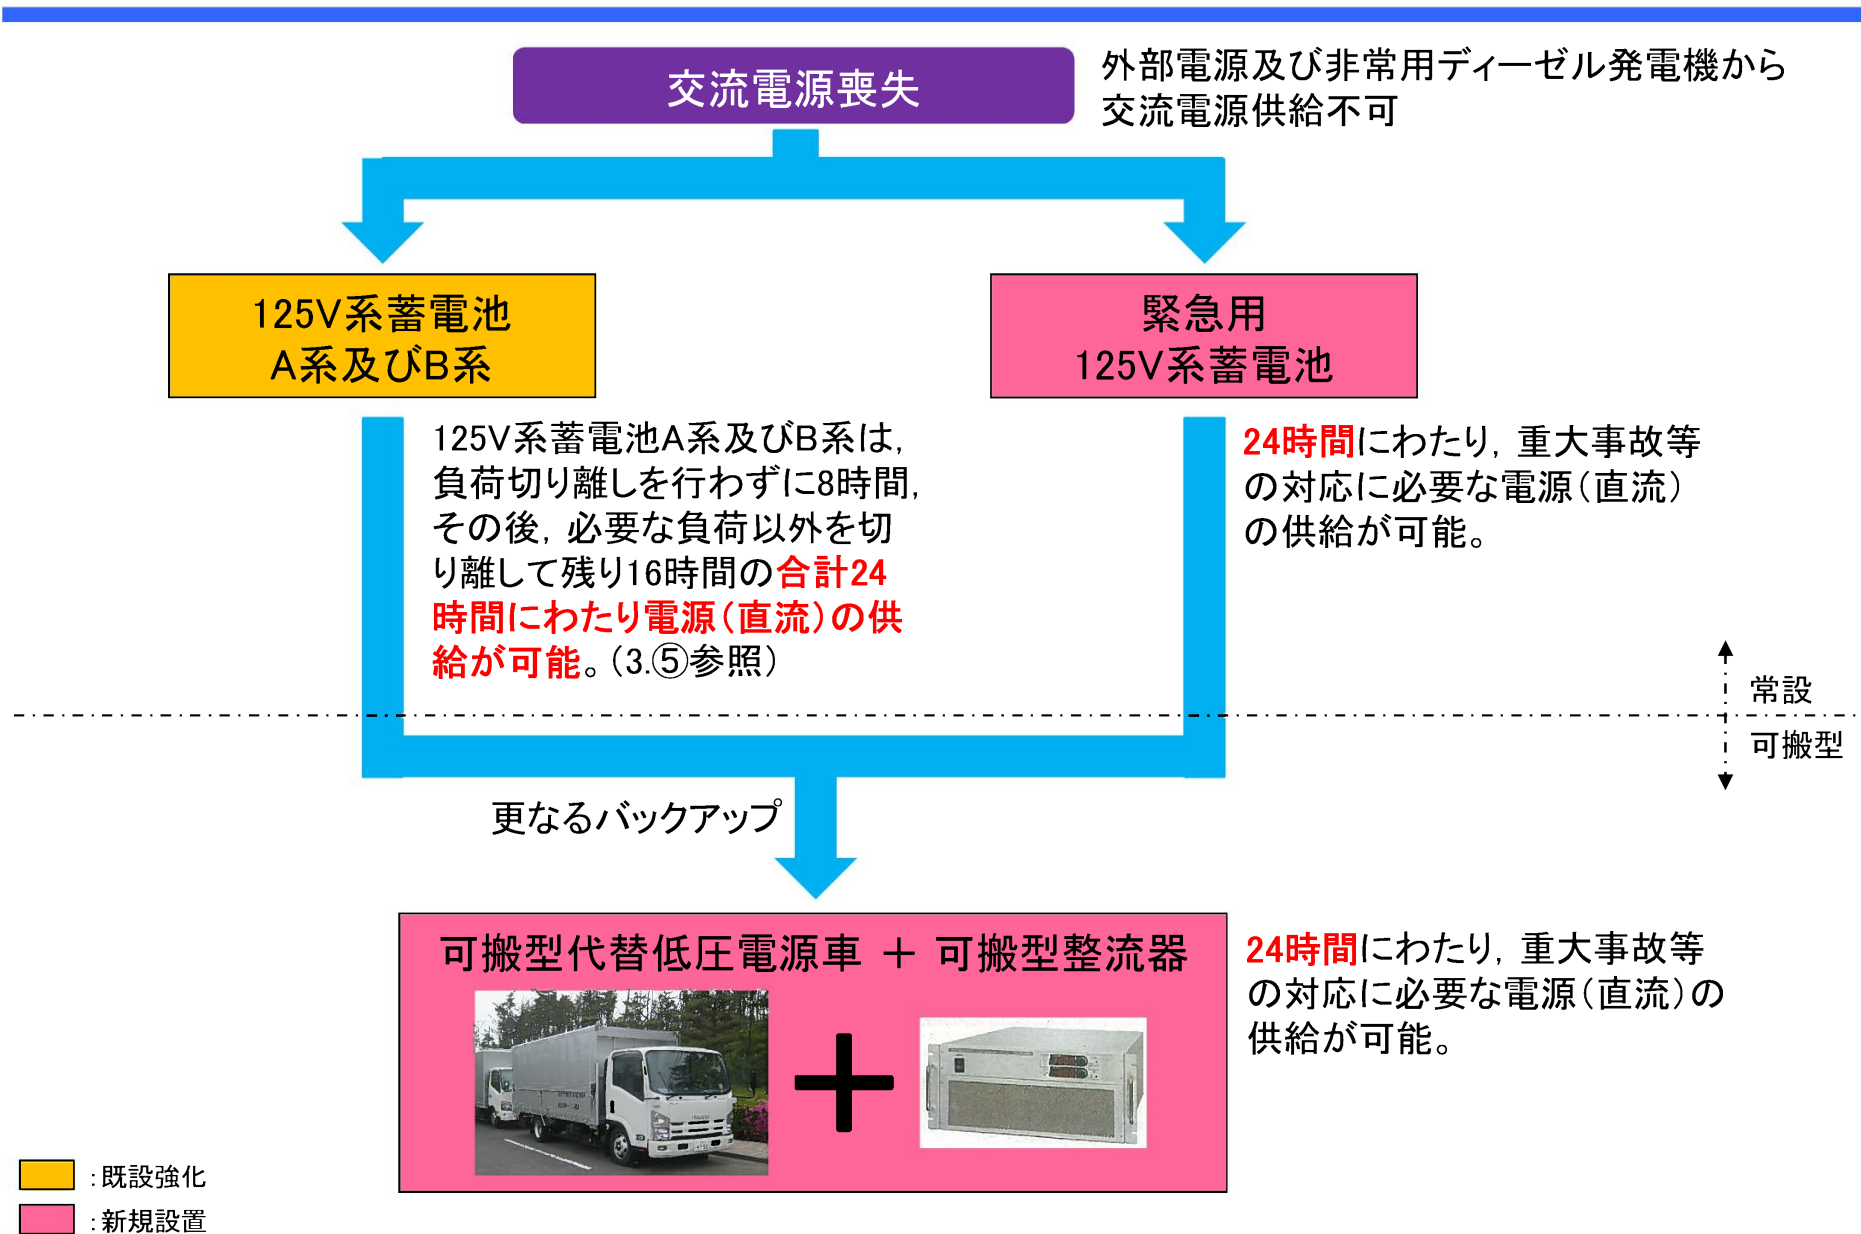 交流電源喪失
外部電源及び非常用ディーゼル発電機から
交流電源供給不可
125V系蓄電池
A系及びB系
緊急用
125V系蓄電池
125V系蓄電池A系及びB系は，
負荷切り離しを行わずに8時間，
その後，必要な負荷以外を切
り離して残り16時間の合計24
時間にわたり電源（直流）の供
給が可能。（3.⑤参照）
24時間にわたり，重大事故等
の対応に必要な電源（直流）
の供給が可能。
常設
可搬型
更なるバックアップ
可搬型代替低圧電源車 ＋ 可搬型整流器
24時間にわたり，重大事故等
の対応に必要な電源（直流）の
供給が可能。
：既設強化
：新規設置